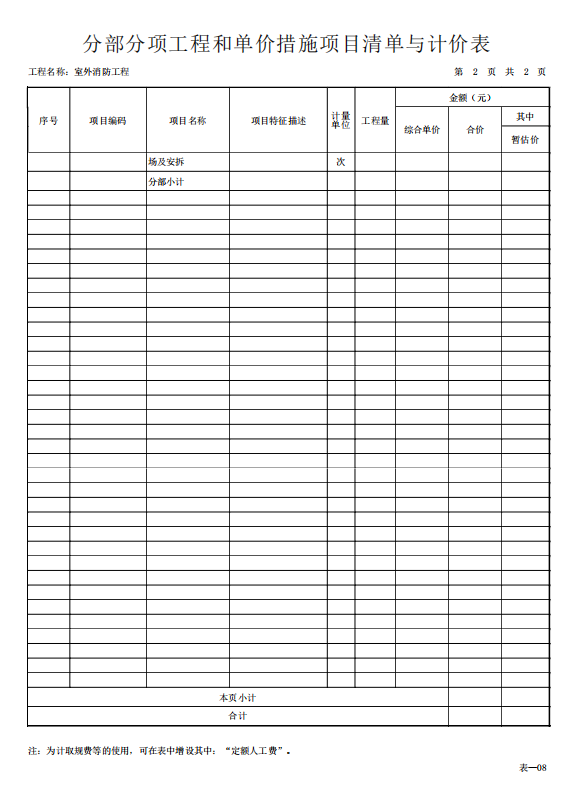 分部分项工程和单价措施项目清单与计价表
工程名称：室外消防工程 第 2 页 共 2 页
序号 项目编码 项目名称 项目特征描述 计量单位 工程量 金额（元）
综合单价 合价 其中
暂估价
场及安拆 次
分部小计
本页小计
合计
注：为计取规费等的使用，可在表中增设其中：“定额人工费”。
表—08